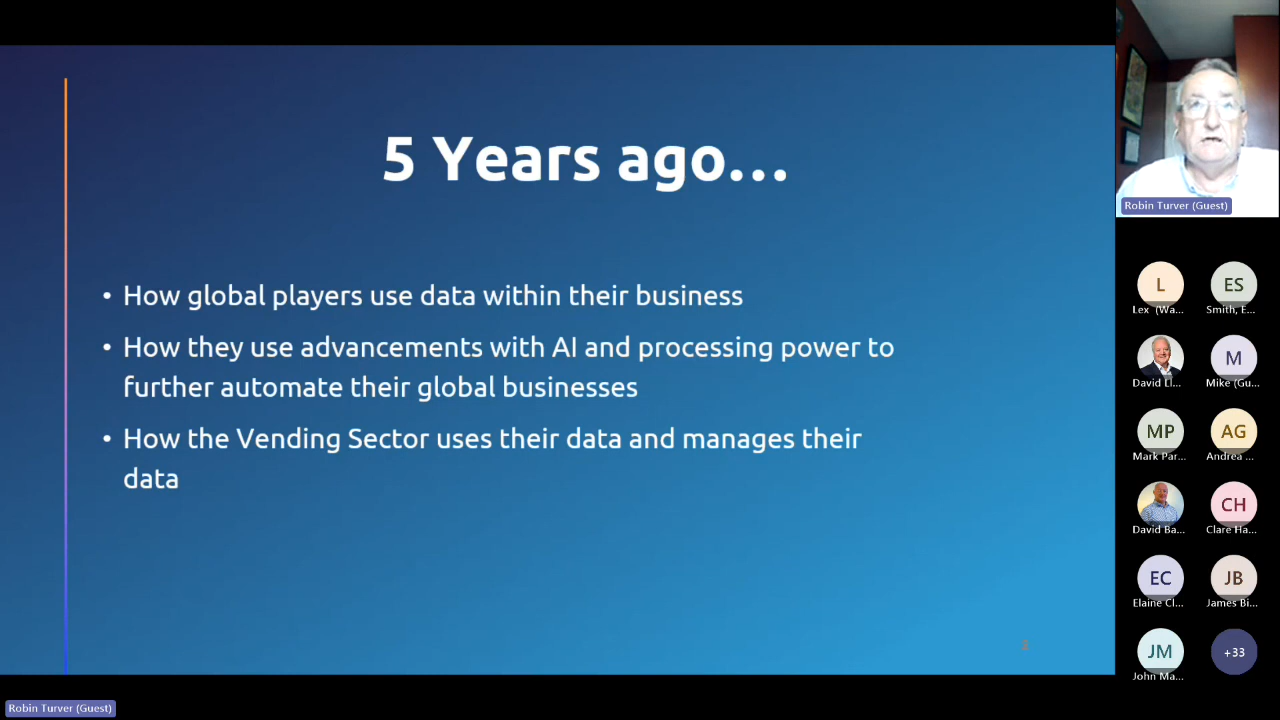 5 Years ago...
• How global players use data within their business
• How they use advancements with AI and processing power to
further automate their global businesses
• How the Vending Sector uses their data and manages their
data
Robin Turver (Guest)
L
ES
Lex (Wa...
Smith, E...
M
David Ll...
Mike (Gu...
MP
AG
Mark Par...
Andrea ...
CH
David Ba...
Clare Ha...
EC
JB
Elaine Cl...
James Bi...
JM
+33
John Ma...
Robin Turver (Guest)